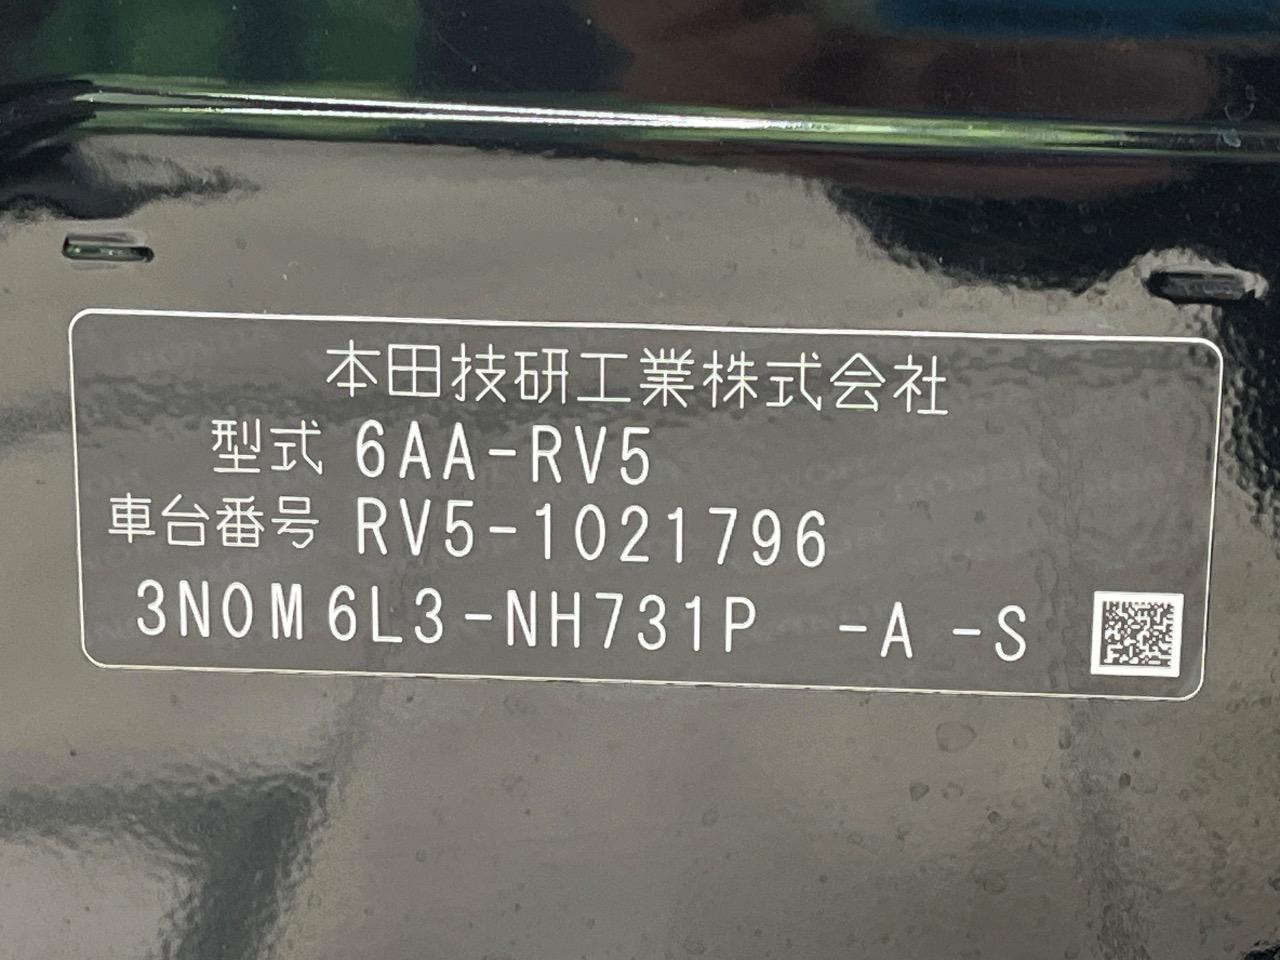 本田技研工業株式会社
型式 6AA-RV5
車台番号 RV5-1021796
3N0M6L3-NH731P -A -S